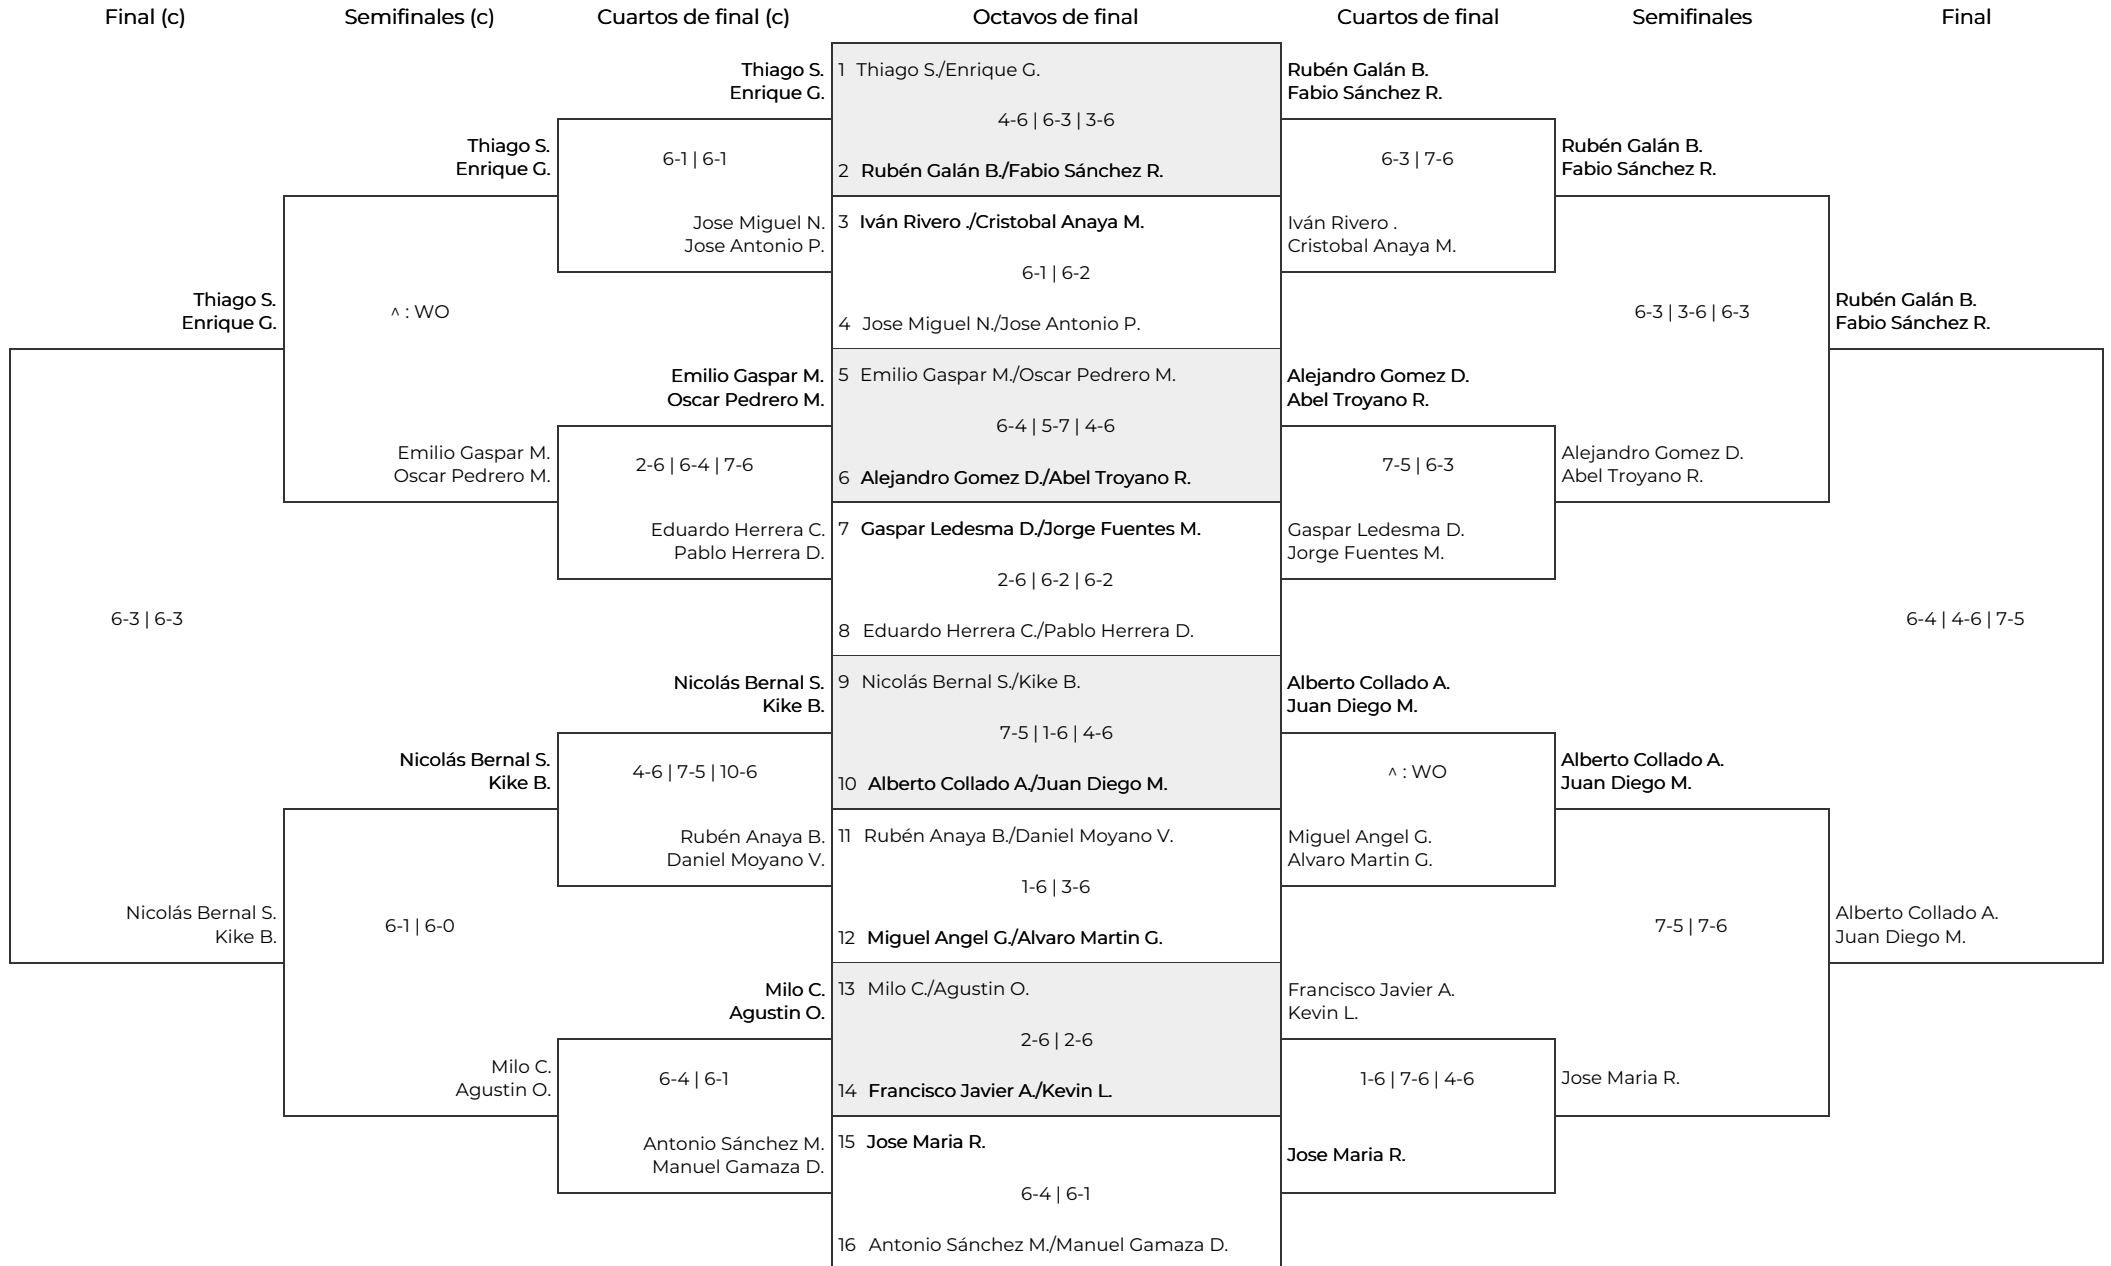 Final (c)
Semifinales (c)
Cuartos de final (c)
Octavos de final
Cuartos de final
Semifinales
Final
Thiago S.
Enrique G.
Nicolás Bernal S.
Kike B.
6-3 | 6-3
Thiago S.
Enrique G.
^ : WO
Emilio Gaspar M.
Oscar Pedrero M.
Nicolás Bernal S.
Kike B.
6-1 | 6-0
Milo C.
Agustin O.
Thiago S.
Enrique G.
6-1 | 6-1
Jose Miguel N.
Jose Antonio P.
Emilio Gaspar M.
Oscar Pedrero M.
2-6 | 6-4 | 7-6
Eduardo Herrera C.
Pablo Herrera D.
Nicolás Bernal S.
Kike B.
4-6 | 7-5 | 10-6
Rubén Anaya B.
Daniel Moyano V.
Milo C.
Agustin O.
6-4 | 6-1
Antonio Sánchez M.
Manuel Gamaza D.
1 Thiago S./Enrique G.
4-6 | 6-3 | 3-6
2 Rubén Galán B./Fabio Sánchez R.
3 Iván Rivero ./Cristobal Anaya M.
6-1 | 6-2
4 Jose Miguel N./Jose Antonio P.
5 Emilio Gaspar M./Oscar Pedrero M.
6-4 | 5-7 | 4-6
6 Alejandro Gomez D./Abel Troyano R.
7 Gaspar Ledesma D./Jorge Fuentes M.
2-6 | 6-2 | 6-2
8 Eduardo Herrera C./Pablo Herrera D.
9 Nicolás Bernal S./Kike B.
7-5 | 1-6 | 4-6
10 Alberto Collado A./Juan Diego M.
11 Rubén Anaya B./Daniel Moyano V.
1-6 | 3-6
12 Miguel Angel G./Alvaro Martin G.
13 Milo C./Agustin O.
2-6 | 2-6
14 Francisco Javier A./Kevin L.
15 Jose Maria R.
6-4 | 6-1
16 Antonio Sánchez M./Manuel Gamaza D.
Rubén Galán B.
Fabio Sánchez R.
6-3 | 7-6
Iván Rivero .
Cristobal Anaya M.
Alejandro Gomez D.
Abel Troyano R.
7-5 | 6-3
Gaspar Ledesma D.
Jorge Fuentes M.
Alberto Collado A.
Juan Diego M.
^ : WO
Miguel Angel G.
Alvaro Martin G.
Francisco Javier A.
Kevin L.
1-6 | 7-6 | 4-6
Jose Maria R.
Rubén Galán B.
Fabio Sánchez R.
6-3 | 3-6 | 6-3
Alejandro Gomez D.
Abel Troyano R.
Alberto Collado A.
Juan Diego M.
7-5 | 7-6
Jose Maria R.
Rubén Galán B.
Fabio Sánchez R.
6-4 | 4-6 | 7-5
Alberto Collado A.
Juan Diego M.